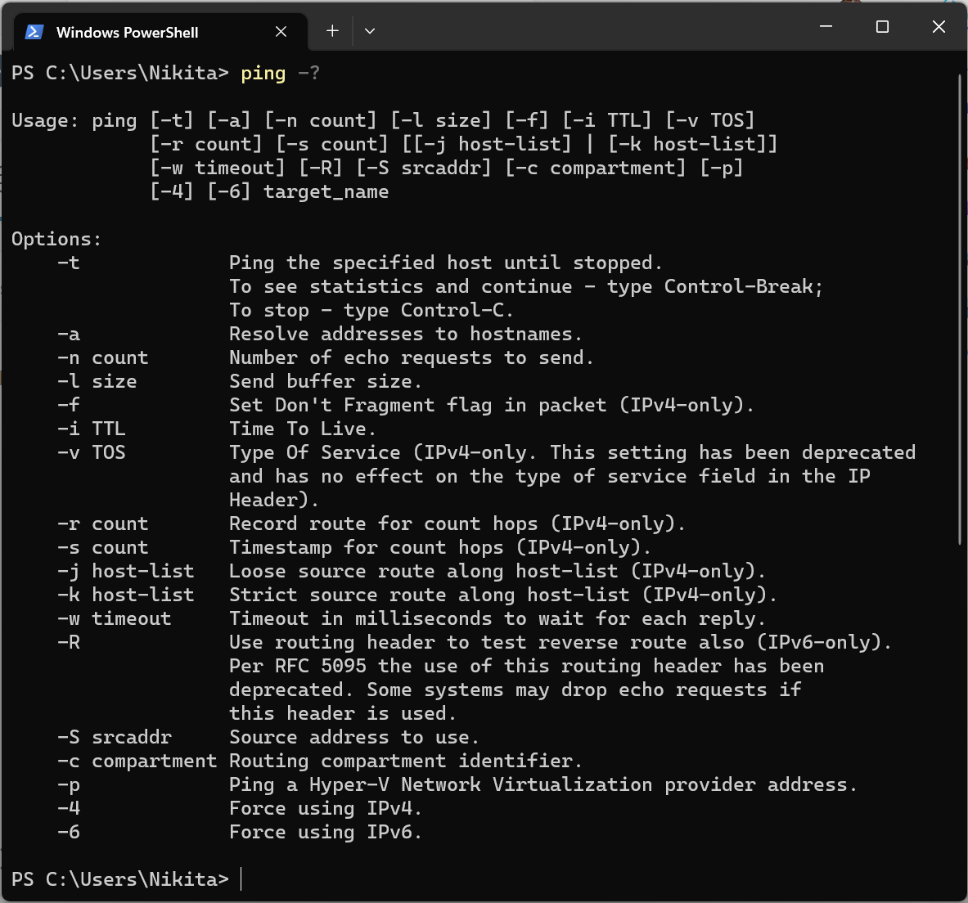 Windows PowerShell
PS C:\Users\Nikita> ping -?
Usage: ping [-t] [-a] [-n count] [-l size] [-f] [-i TTL] [-v TOS]
            [-r count] [-s count] [[-j host-list] | [-k host-list]]
            [-w timeout] [-R] [-S srcaddr] [-c compartment] [-p]
            [-4] [-6] target_name
Options:
    -t             Ping the specified host until stopped.
                   To see statistics and continue - type Control-Break;
                   To stop - type Control-C.
    -a             Resolve addresses to hostnames.
    -n count       Number of echo requests to send.
    -l size        Send buffer size.
    -f             Set Don't Fragment flag in packet (IPv4-only).
    -i TTL         Time To Live.
    -v TOS         Type Of Service (IPv4-only. This setting has been deprecated
                   and has no effect on the type of service field in the IP
                   Header).
    -r count       Record route for count hops (IPv4-only).
    -s count       Timestamp for count hops (IPv4-only).
    -j host-list   Loose source route along host-list (IPv4-only).
    -k host-list   Strict source route along host-list (IPv4-only).
    -w timeout     Timeout in milliseconds to wait for each reply.
    -R             Use routing header to test reverse route also (IPv6-only).
                   Per RFC 5095 the use of this routing header has been
                   deprecated. Some systems may drop echo requests if
                   this header is used.
    -S srcaddr     Source address to use.
    -c compartment Routing compartment identifier.
    -p             Ping a Hyper-V Network Virtualization provider address.
    -4             Force using IPv4.
    -6             Force using IPv6.
PS C:\Users\Nikita>